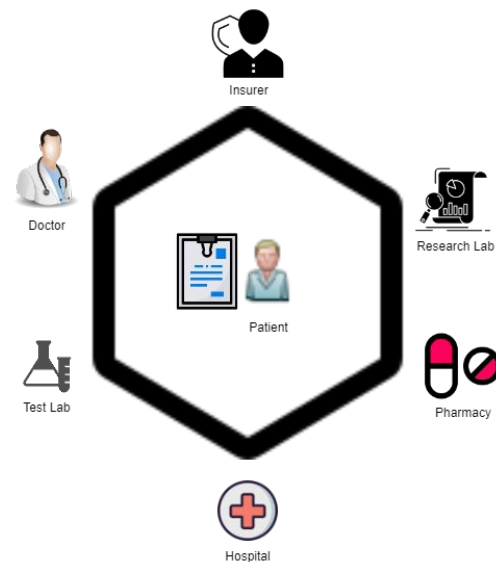 Insurer
Doctor
Research Lab
Patient
Test Lab
Pharmacy
Hospital